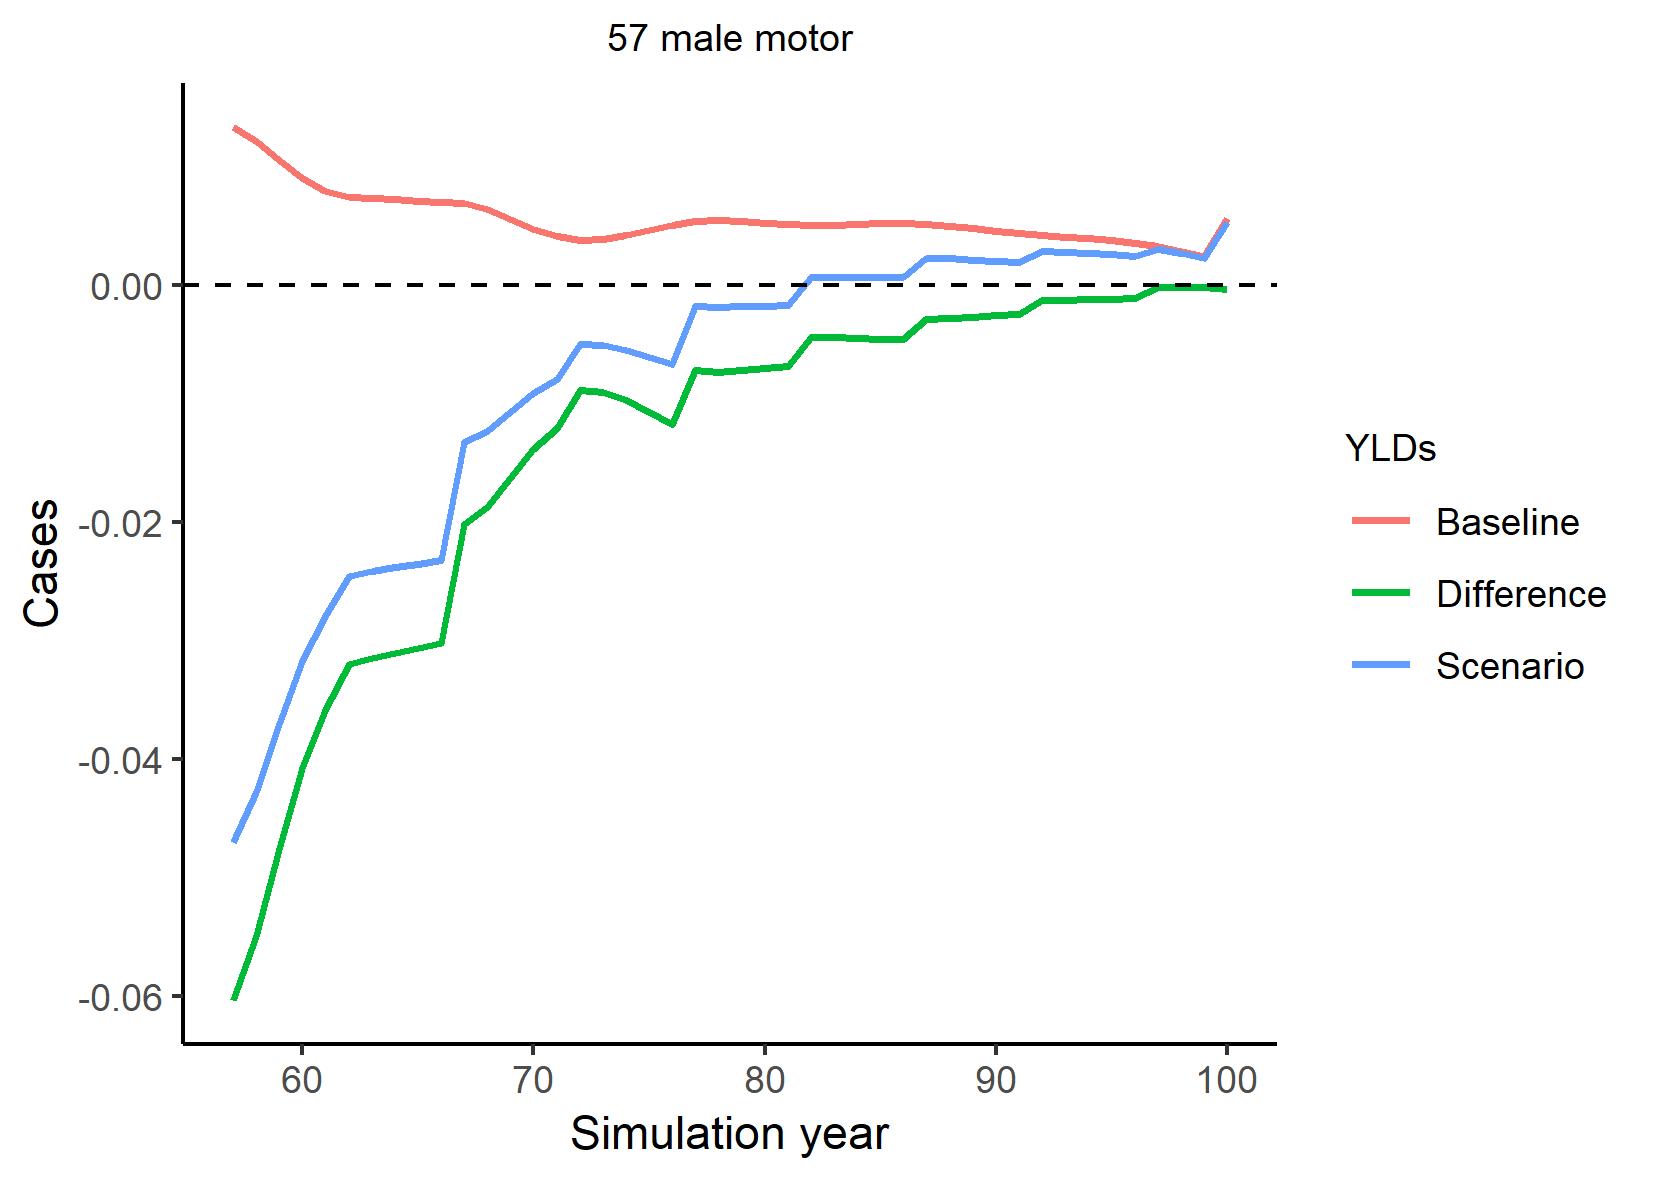 57 male motor
0.00
-0.02
-0.04
-0.06
Cases
60 70 80 90 100
Simulation year
YLDs
Baseline
Difference
Scenario